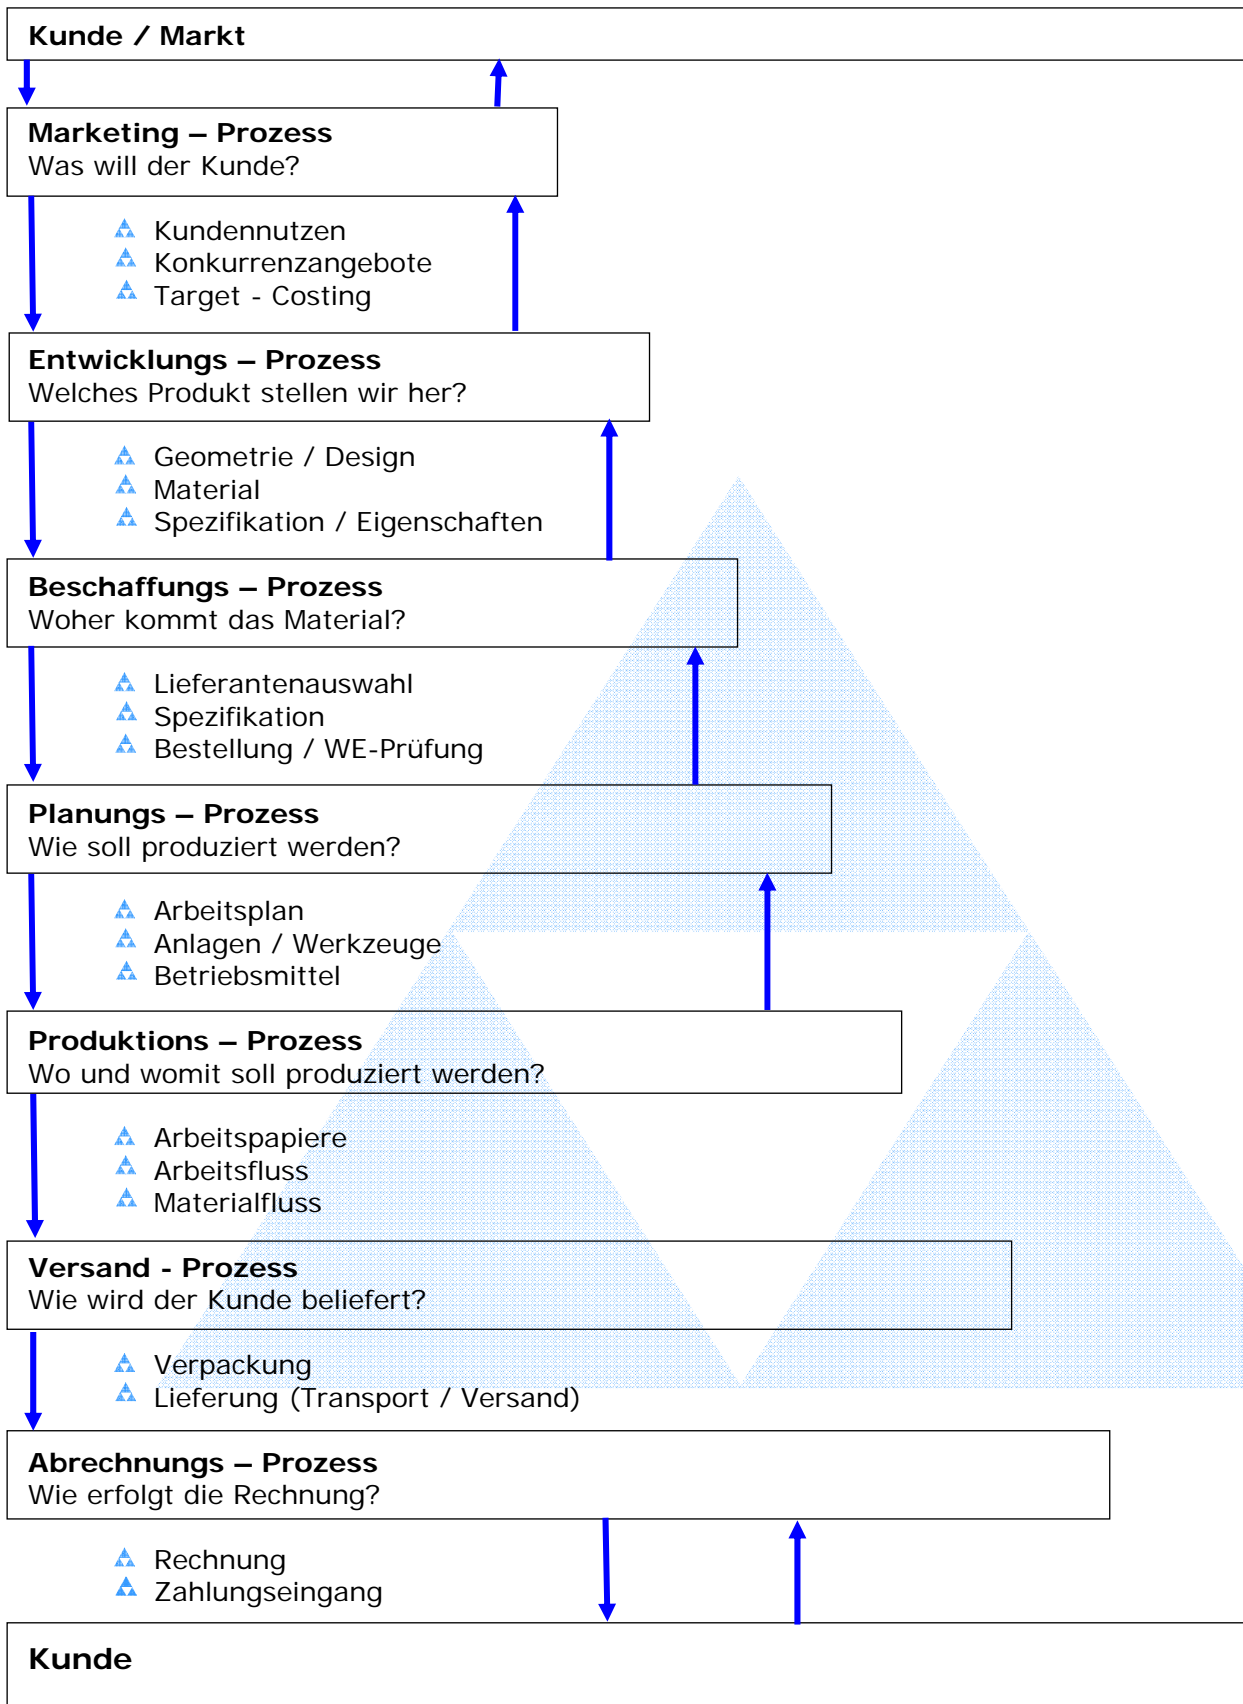 Kunde / Markt
Marketing – Prozess
Was will der Kunde?
Kundennutzen
Konkurrenzangebote
Target - Costing
Entwicklungs – Prozess
Welches Produkt stellen wir her?
Geometrie / Design
Material
Spezifikation / Eigenschaften
Beschaffungs – Prozess
Woher kommt das Material?
Lieferantenauswahl
Spezifikation
Bestellung / WE-Prüfung
Planungs – Prozess
Wie soll produziert werden?
Arbeitsplan
Anlagen / Werkzeuge
Betriebsmittel
Produktions – Prozess
Wo und womit soll produziert werden?
Arbeitspapiere
Arbeitsfluss
Materialfluss
Versand - Prozess
Wie wird der Kunde beliefert?
Verpackung
Lieferung (Transport / Versand)
Abrechnungs – Prozess
Wie erfolgt die Rechnung?
Rechnung
Zahlungseingang
Kunde